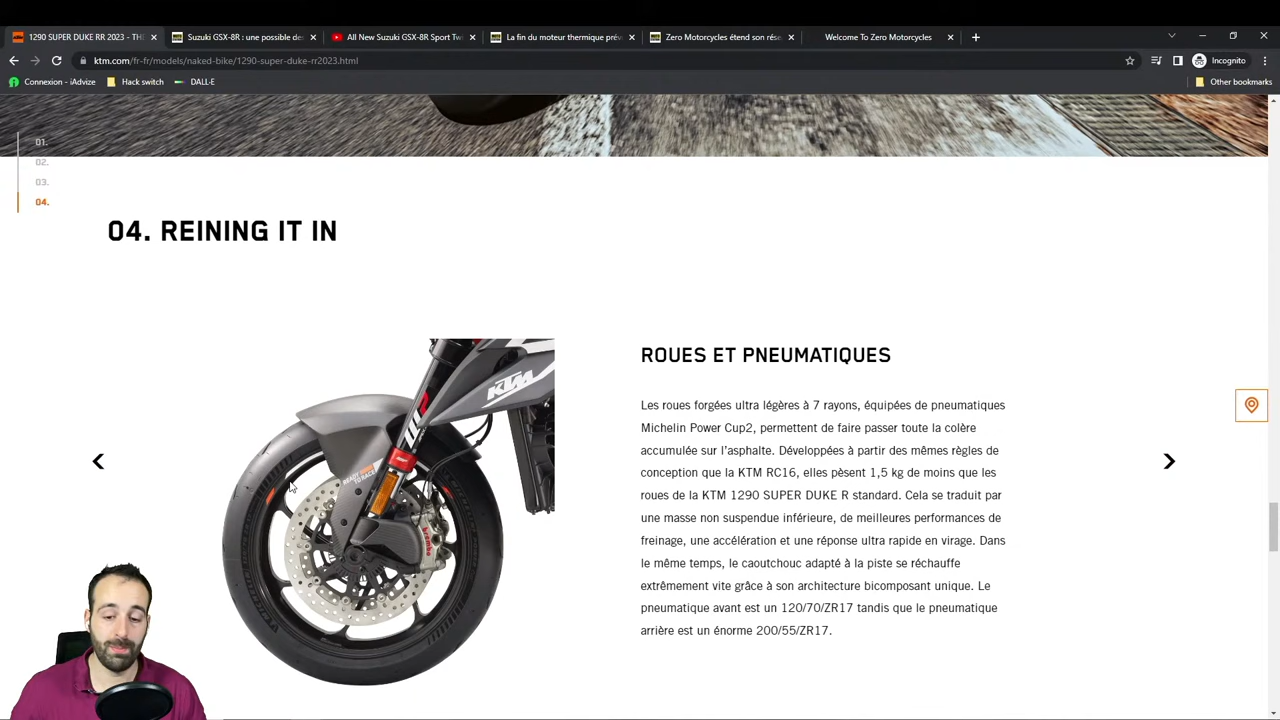 1290 SUPER DUKE RR 2023 - THE
Suzuki GSX-8R : une possible des
All New Suzuki GSX-8R Sport Tw
La fin du moteur thermique prév
Zero Motorcycles étend son rése
Welcome To Zero Motorcycles
ktm.com/fr-fr/models/naked-bike/1290-super-duke-rr2023.html
Incognito
Connexion - iAdvize
Hack switch
DALL-E
Other bookmarks
01.
02.
03.
04.
04. REINING IT IN
KTM
READY TO RACE
brembo
ROUES ET PNEUMATIQUES
Les roues forgées ultra légères à 7 rayons, équipées de pneumatiques
Michelin Power Cup2, permettent de faire passer toute la colère
accumulée sur l'asphalte. Développées à partir des mêmes règles de
conception que la KTM RC16, elles pèsent 1,5 kg de moins que les
roues de la KTM 1290 SUPER DUKE R standard. Cela se traduit par
une masse non suspendue inférieure, de meilleures performances de
freinage, une accélération et une réponse ultra rapide en virage. Dans
le même temps, le caoutchouc adapté à la piste se réchauffe
extrêmement vite grâce à son architecture bicomposant unique. Le
pneumatique avant est un 120/70/ZR17 tandis que le pneumatique
arrière est un énorme 200/55/ZR17.